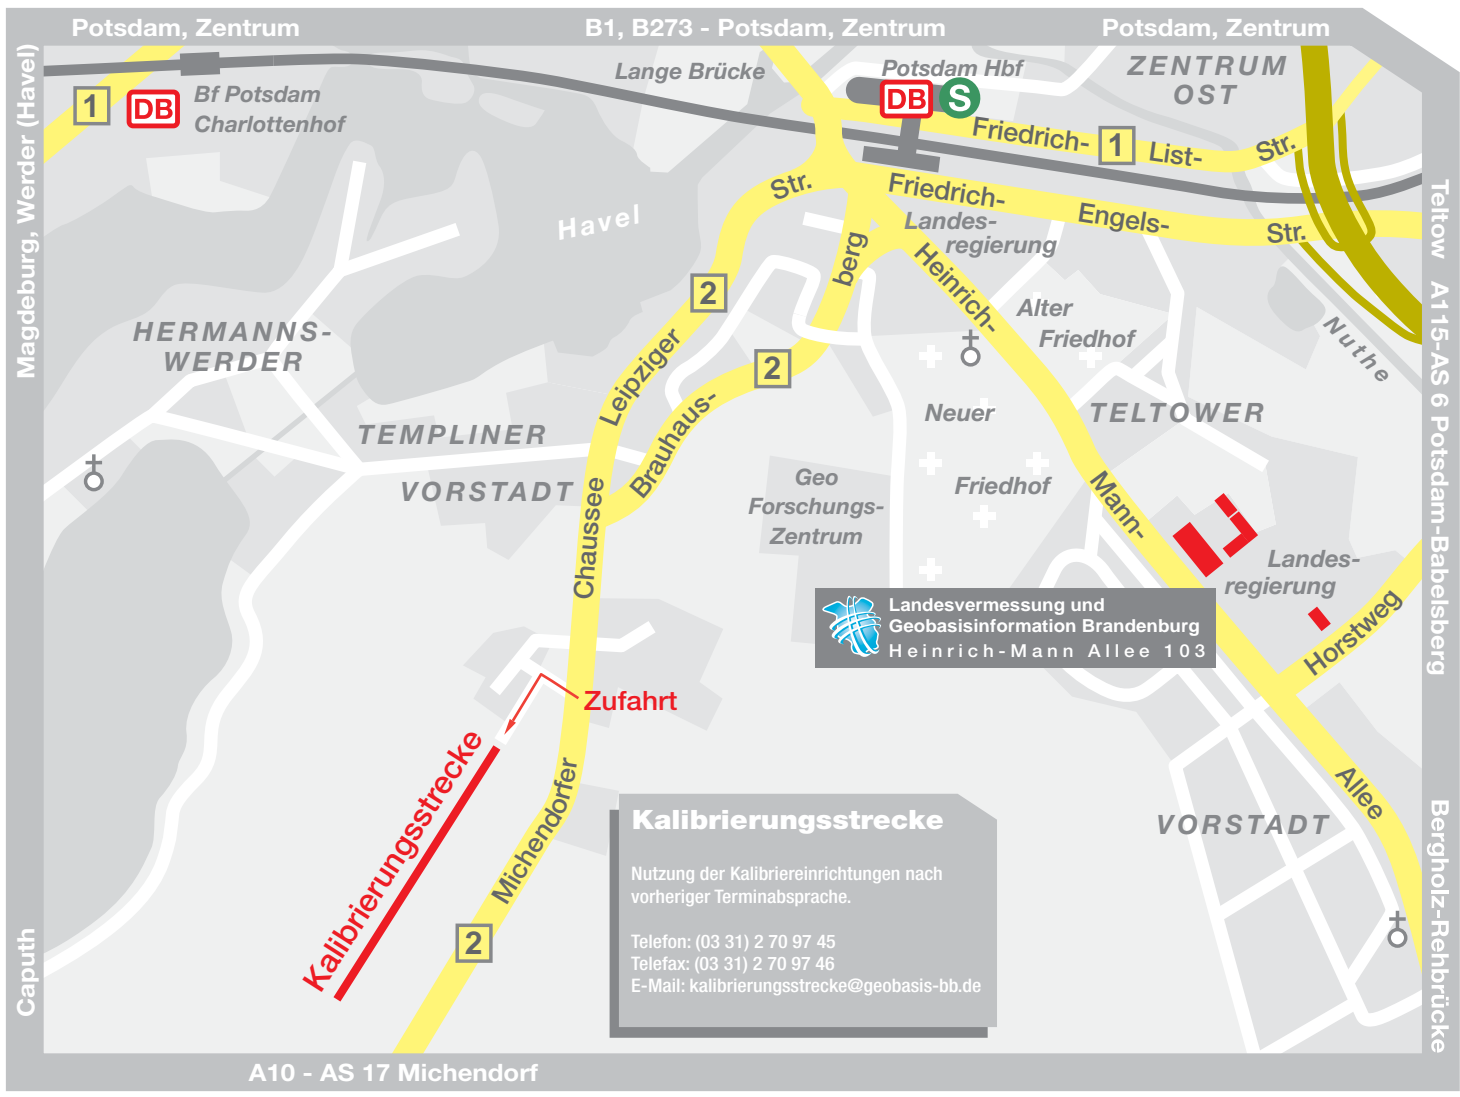 Potsdam, Zentrum
B1, B273 - Potsdam, Zentrum
Potsdam, Zentrum
Magdeburg, Werder (Havel)
Caputh
Teltow
A115-AS 6 Potsdam-Babelsberg
Bergholz-Rehbrücke
A10 - AS 17 Michendorf
1
DB
Bf Potsdam
Charlottenhof
Lange Brücke
Potsdam Hbf
DB
S
ZENTRUM
OST
Friedrich-
1
List-
Str.
Str.
Friedrich-
Engels-
Str.
Havel
Landes-
regierung
berg
Heinrich-
2
Alter
Friedhof
Nuthe
HERMANNS-
WERDER
Leipziger
2
Brauhaus-
Neuer
Friedhof
TELTOWER
TEMPLINER
VORSTADT
Geo
Forschungs-
Zentrum
Mann-
Chaussee
Landes-
regierung
Horstweg
Landesvermessung und
Geobasisinformation Brandenburg
Heinrich-Mann Allee 103
Zufahrt
Kalibrierungsstrecke
Michendorfer
2
Allee
VORSTADT
Kalibrierungsstrecke
Nutzung der Kalibriereinrichtungen nach
vorheriger Terminabsprache.
Telefon: (03 31) 2 70 97 45
Telefax: (03 31) 2 70 97 46
E-Mail: kalibrierungsstrecke@geobasis-bb.de